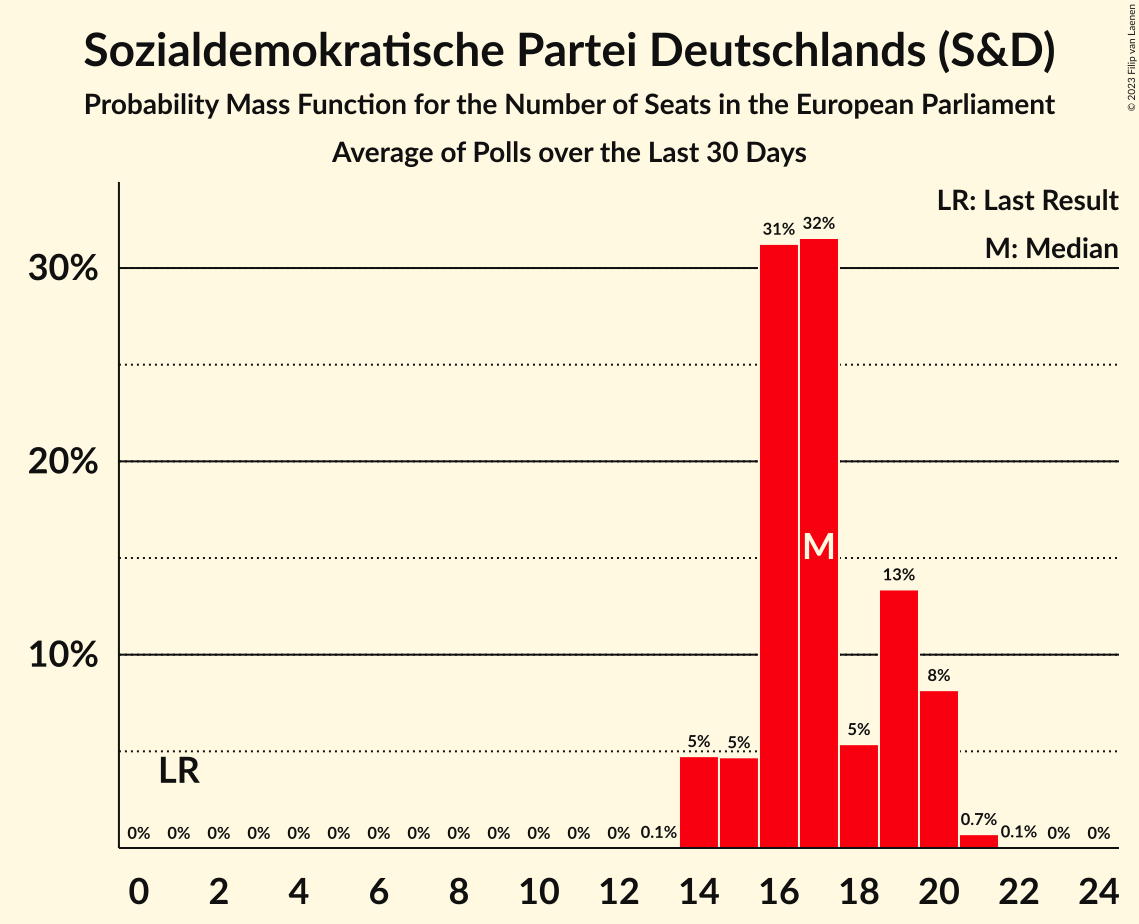 Sozialdemokratische Partei Deutschlands (S&D)
Probability Mass Function for the Number of Seats in the European Parliament
Average of Polls over the Last 30 Days
© 2023 Filip van Laenen
LR: Last Result
M: Median
30%
20%
10%
31%
32%
M
13%
8%
5%
5%
5%
LR
0% 0% 0% 0% 0% 0% 0% 0% 0% 0% 0% 0% 0% 0.1% 0.7% 0.1% 0% 0%
0 2 4 6 8 10 12 14 16 18 20 22 24